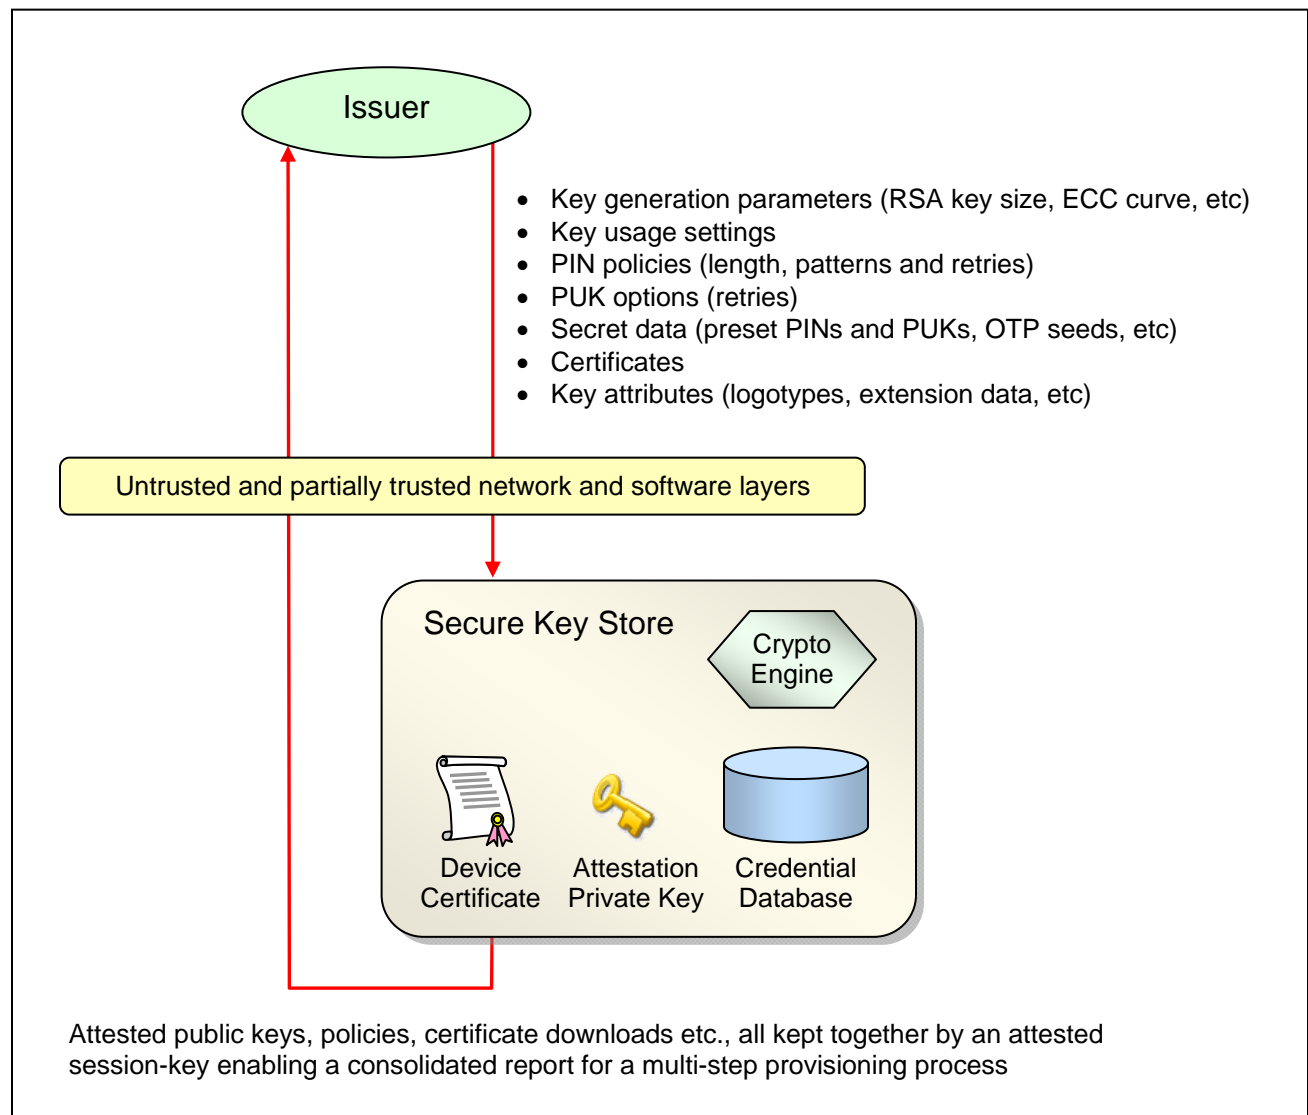 Issuer
• Key generation parameters (RSA key size, ECC curve, etc)
• Key usage settings
• PIN policies (length, patterns and retries)
• PUK options (retries)
• Secret data (preset PINs and PUKs, OTP seeds, etc)
• Certificates
• Key attributes (logotypes, extension data, etc)
Untrusted and partially trusted network and software layers
Secure Key Store
Crypto
Engine
Device
Certificate
Attestation
Private Key
Credential
Database
Attested public keys, policies, certificate downloads etc., all kept together by an attested
session-key enabling a consolidated report for a multi-step provisioning process